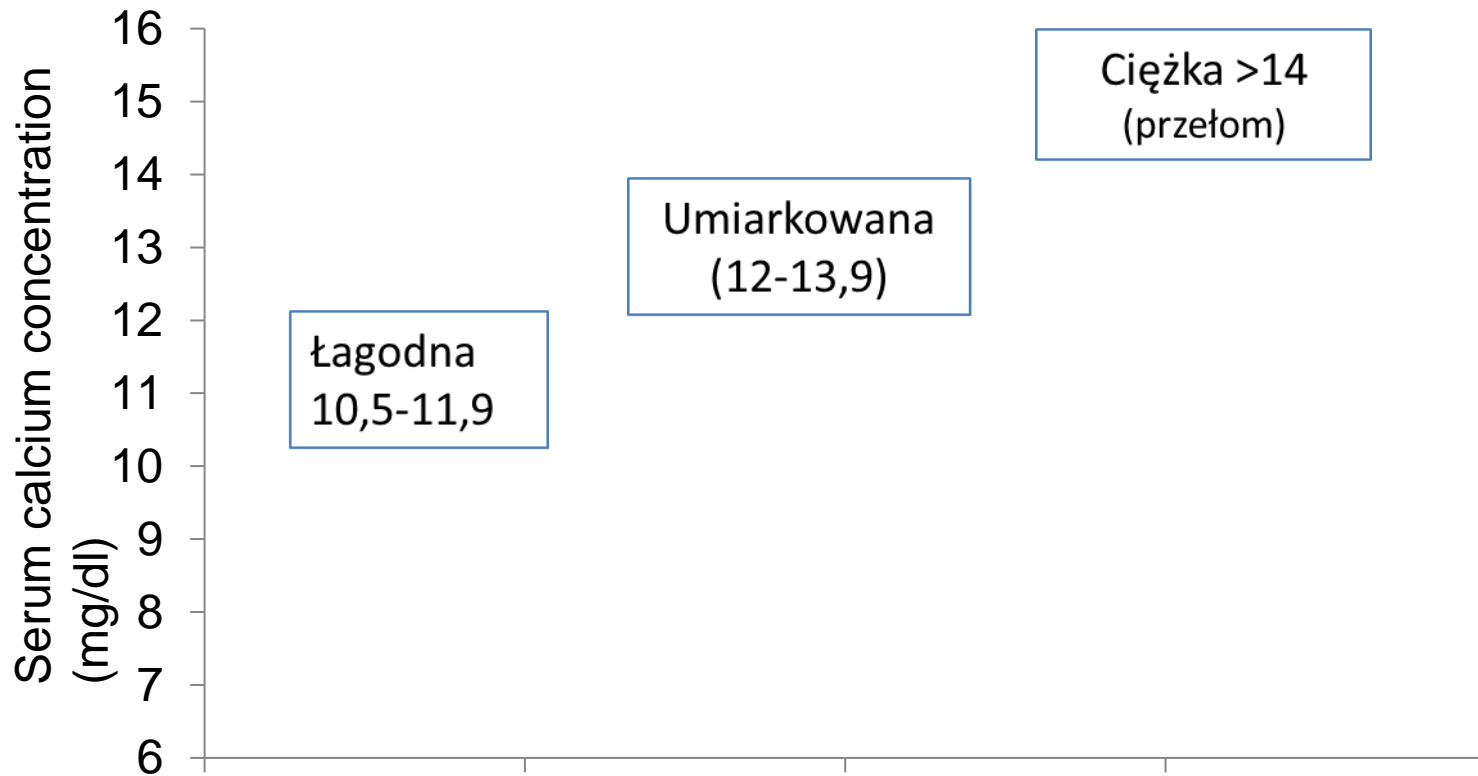 Serum calcium concentration
(mg/dl)
16
15
14
13
12
11
10
9
8
7
6
Łagodna
10,5-11,9
Umiarkowana
(12-13,9)
Ciężka >14
(przełom)